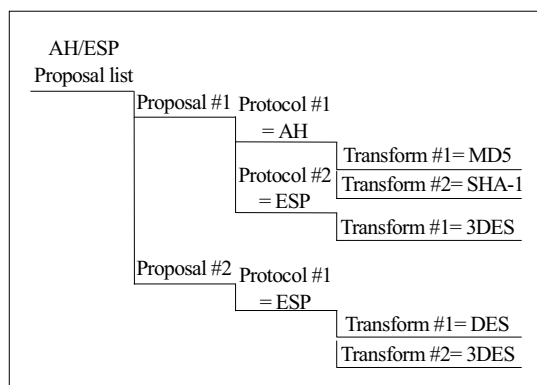 AH/ESP
Proposal list
Proposal #1
Protocol #1
= AH
Transform #1= MD5
Transform #2= SHA-1
Protocol #2
= ESP
Transform #1= 3DES
Proposal #2
Protocol #1
= ESP
Transform #1= DES
Transform #2= 3DES